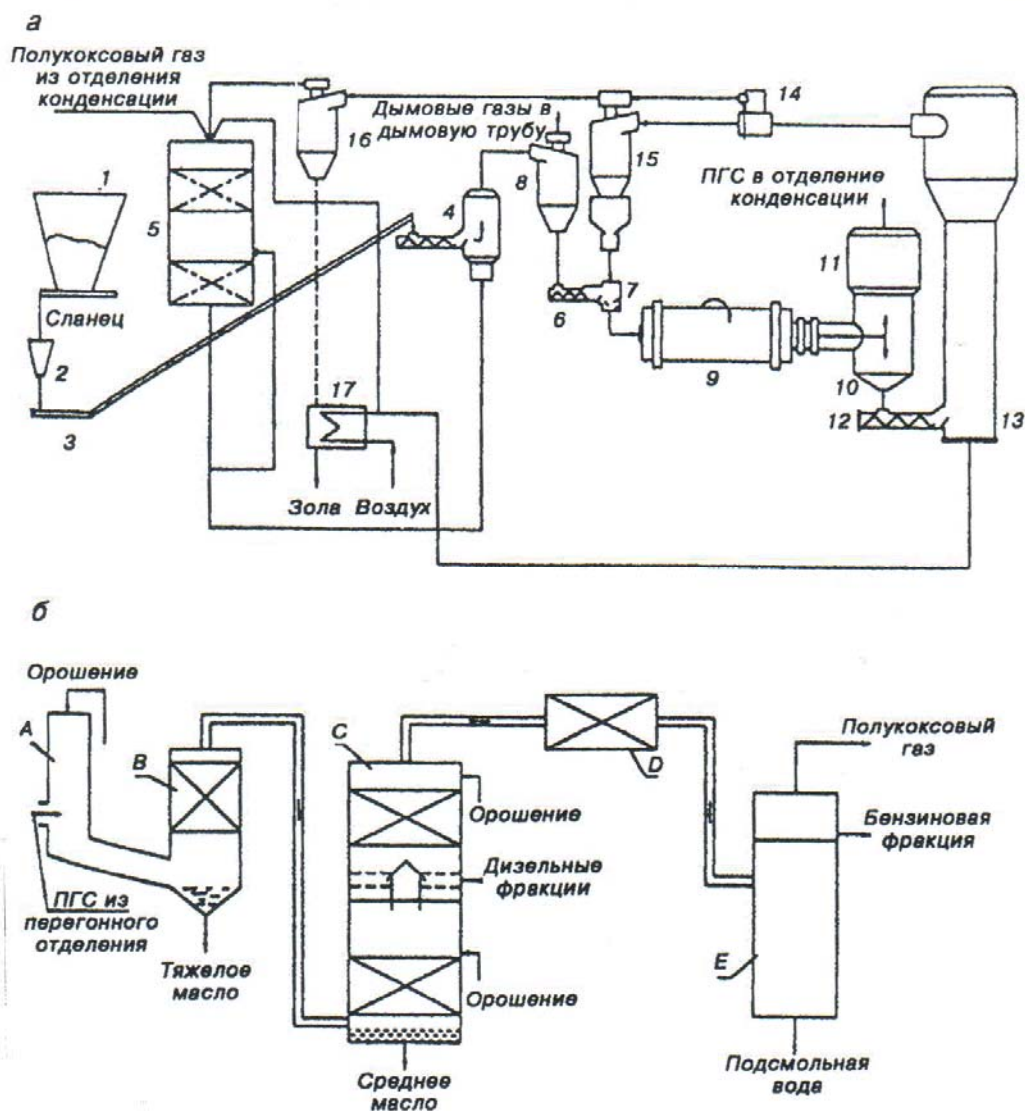 а
Полукоксовый газ
из отделения
конденсации
Дымовые газы в
дымовую трубу
14
16
15
ПГС в отделение
конденсации
1
8
4
5
11
7
Сланец
6
2
9
10
17
12
13
3
Зола Воздух
б
Орошение
A
B
C
D
E
Полукоксовый
газ
Орошение
Бензиновая
фракция
Дизельные
фракции
ПГС из
перегонного
отделения
Тяжелое
масло
Орошение
Среднее
масло
Подсмольная
вода